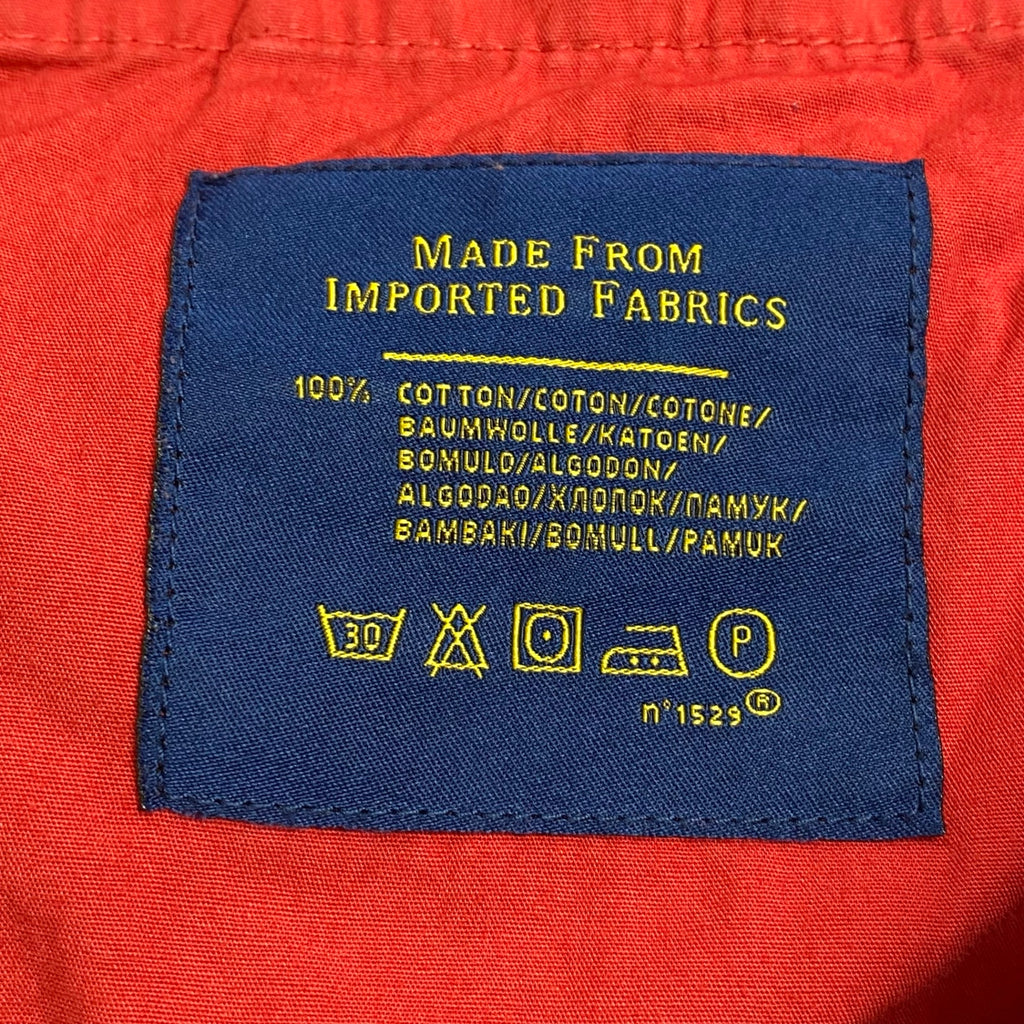 MADE FROM
IMPORTED FABRICS
100% COTTON/COTON/COTONE/
BAUMWOLLE/KATOEN/
BOMULD/ALGODON/
ALGODAO/ХЛОПОК/ПАМУК/
BAMBAKI/BOMULL/PAMUK
30 P
n°1529®